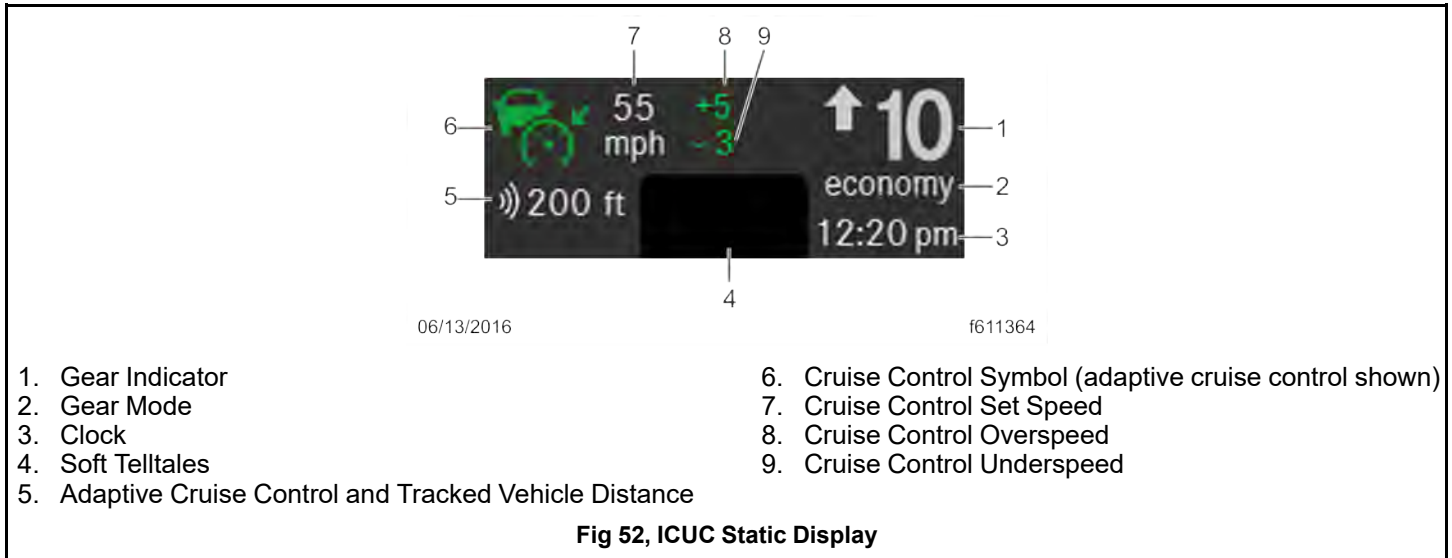 7 8 9
55 +5
mph - 3
10
6
1
economy
2
5
200 ft
12:20 pm
3
4
06/13/2016 f611364
1. Gear Indicator
2. Gear Mode
3. Clock
4. Soft Telltales
5. Adaptive Cruise Control and Tracked Vehicle Distance
6. Cruise Control Symbol (adaptive cruise control shown)
7. Cruise Control Set Speed
8. Cruise Control Overspeed
9. Cruise Control Underspeed
Fig 52, ICUC Static Display